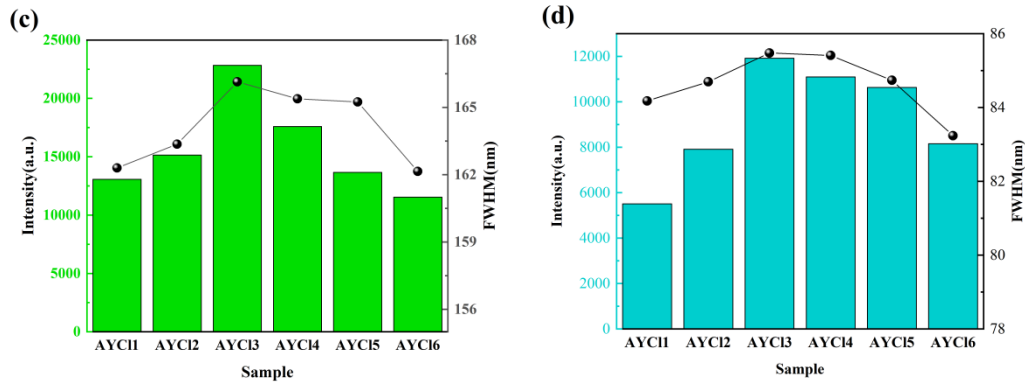 (c)
25000
20000
15000
10000
5000
0
Intensity(a.u.)
168
165
162
159
156
FWHM(nm)
AYCl1 AYCl2 AYCl3 AYCl4 AYCl5 AYCl6
Sample
(d)
12000
10000
8000
6000
4000
2000
0
Intensity(a.u.)
86
84
82
80
78
FWHM(nm)
AYCl1 AYCl2 AYCl3 AYCl4 AYCl5 AYCl6
Sample